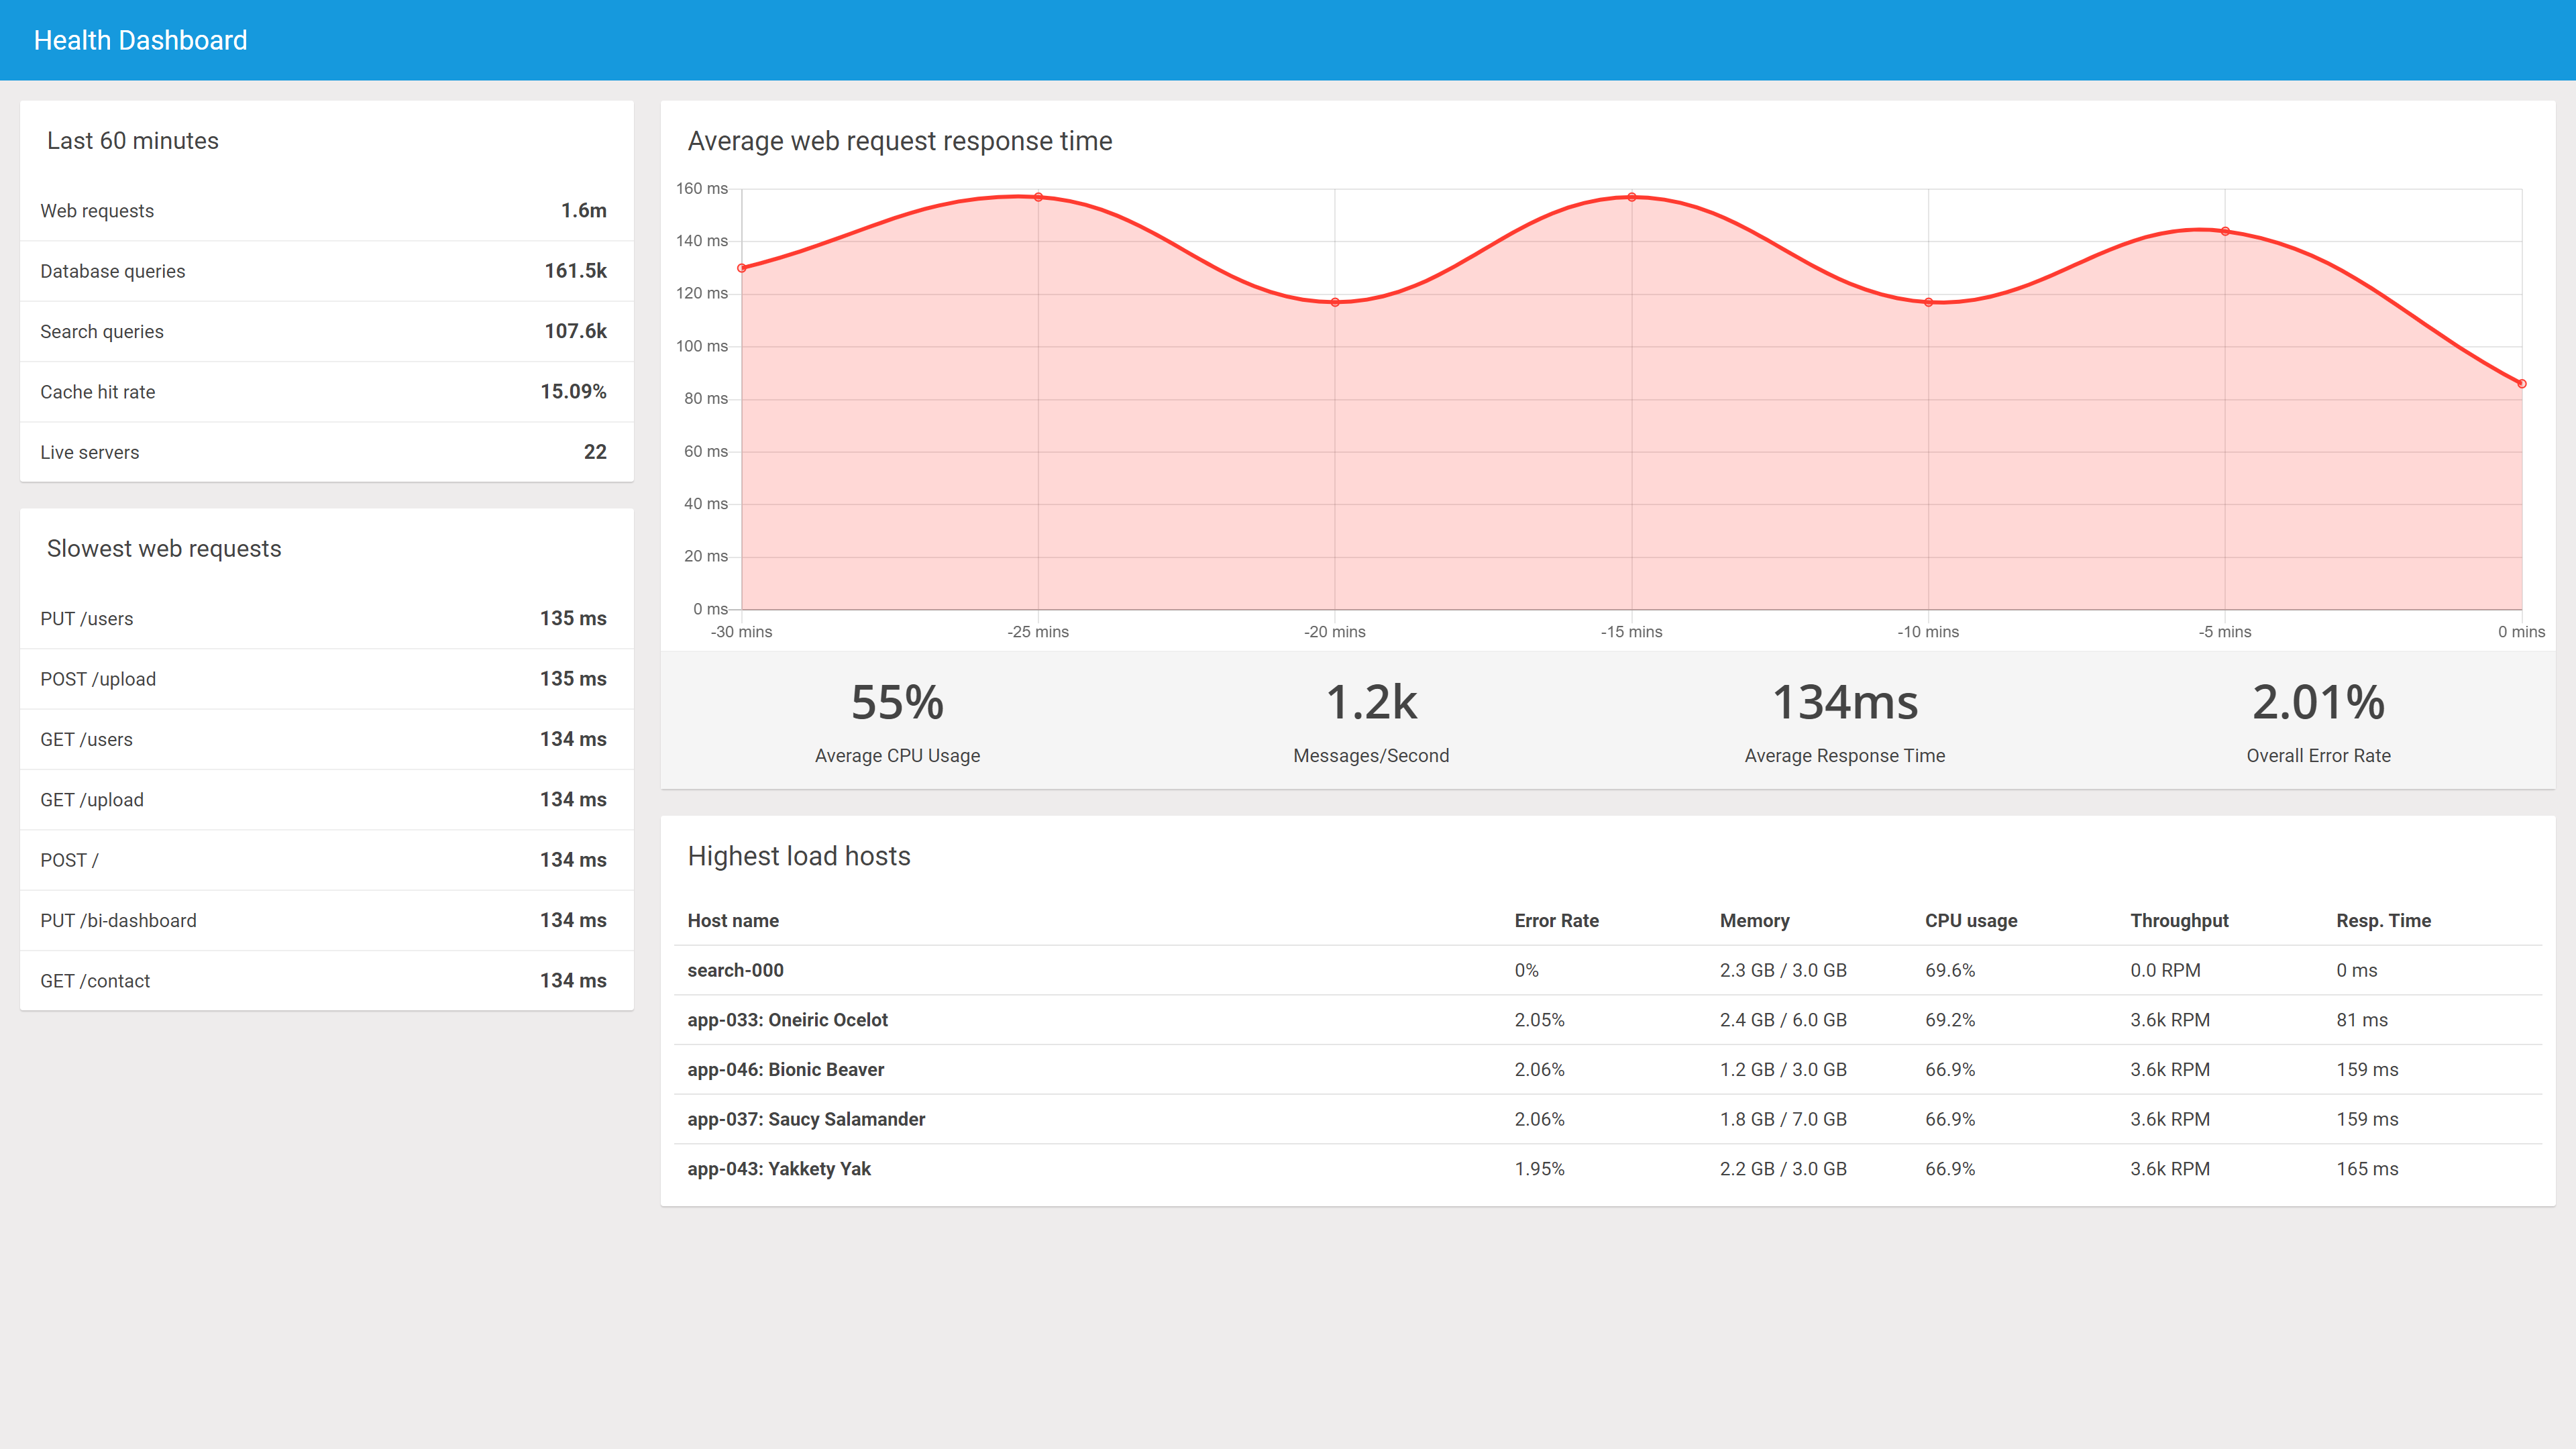 Health Dashboard
Last 60 minutes
Web requests 1.6m
Database queries 161.5k
Search queries 107.6k
Cache hit rate 15.09%
Live servers 22
Slowest web requests
PUT /users 135 ms
POST /upload 135 ms
GET /users 134 ms
GET /upload 134 ms
POST / 134 ms
PUT /bi-dashboard 134 ms
GET /contact 134 ms
Average web request response time
160 ms
140 ms
120 ms
100 ms
80 ms
60 ms
40 ms
20 ms
0 ms
-30 mins -25 mins -20 mins -15 mins -10 mins -5 mins 0 mins
55% 1.2k 134ms 2.01%
Average CPU Usage Messages/Second Average Response Time Overall Error Rate
Highest load hosts
Host name Error Rate Memory CPU usage Throughput Resp. Time
search-000 0% 2.3 GB / 3.0 GB 69.6% 0.0 RPM 0 ms
app-033: Oneiric Ocelot 2.05% 2.4 GB / 6.0 GB 69.2% 3.6k RPM 81 ms
app-046: Bionic Beaver 2.06% 1.2 GB / 3.0 GB 66.9% 3.6k RPM 159 ms
app-037: Saucy Salamander 2.06% 1.8 GB / 7.0 GB 66.9% 3.6k RPM 159 ms
app-043: Yakkety Yak 1.95% 2.2 GB / 3.0 GB 66.9% 3.6k RPM 165 ms